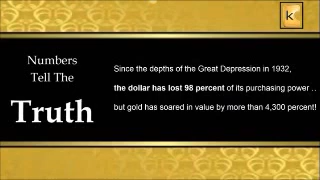 k
Numbers
Tell The
Truth
Since the depths of the Great Depression in 1932,
the dollar has lost 98 percent of its purchasing power ..
but gold has soared in value by more than 4,300 percent!